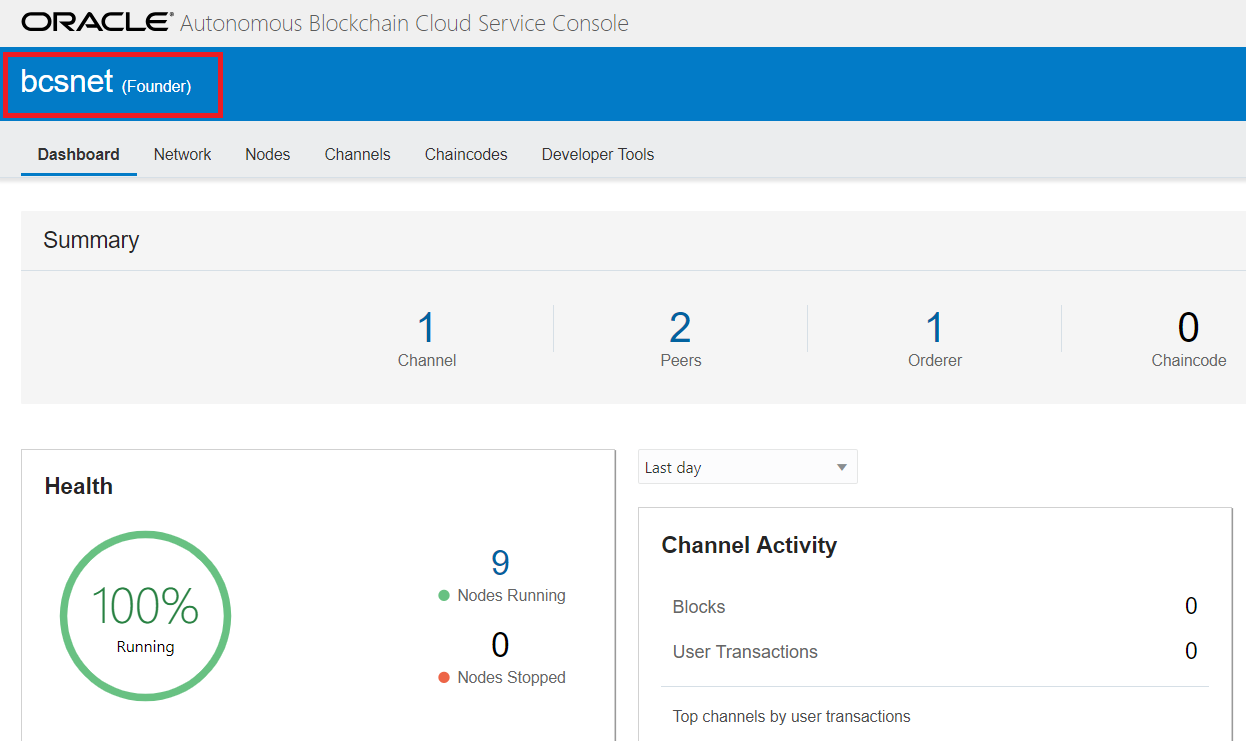 ORACLE® Autonomous Blockchain Cloud Service Console
bcsnet (Founder)
Dashboard Network Nodes Channels Chaincodes Developer Tools
Summary
1 2 1 0
Channel Peers Orderer Chaincode
Health
Last day
100%
Running
9
Nodes Running
0
Nodes Stopped
Channel Activity
Blocks 0
User Transactions 0
Top channels by user transactions